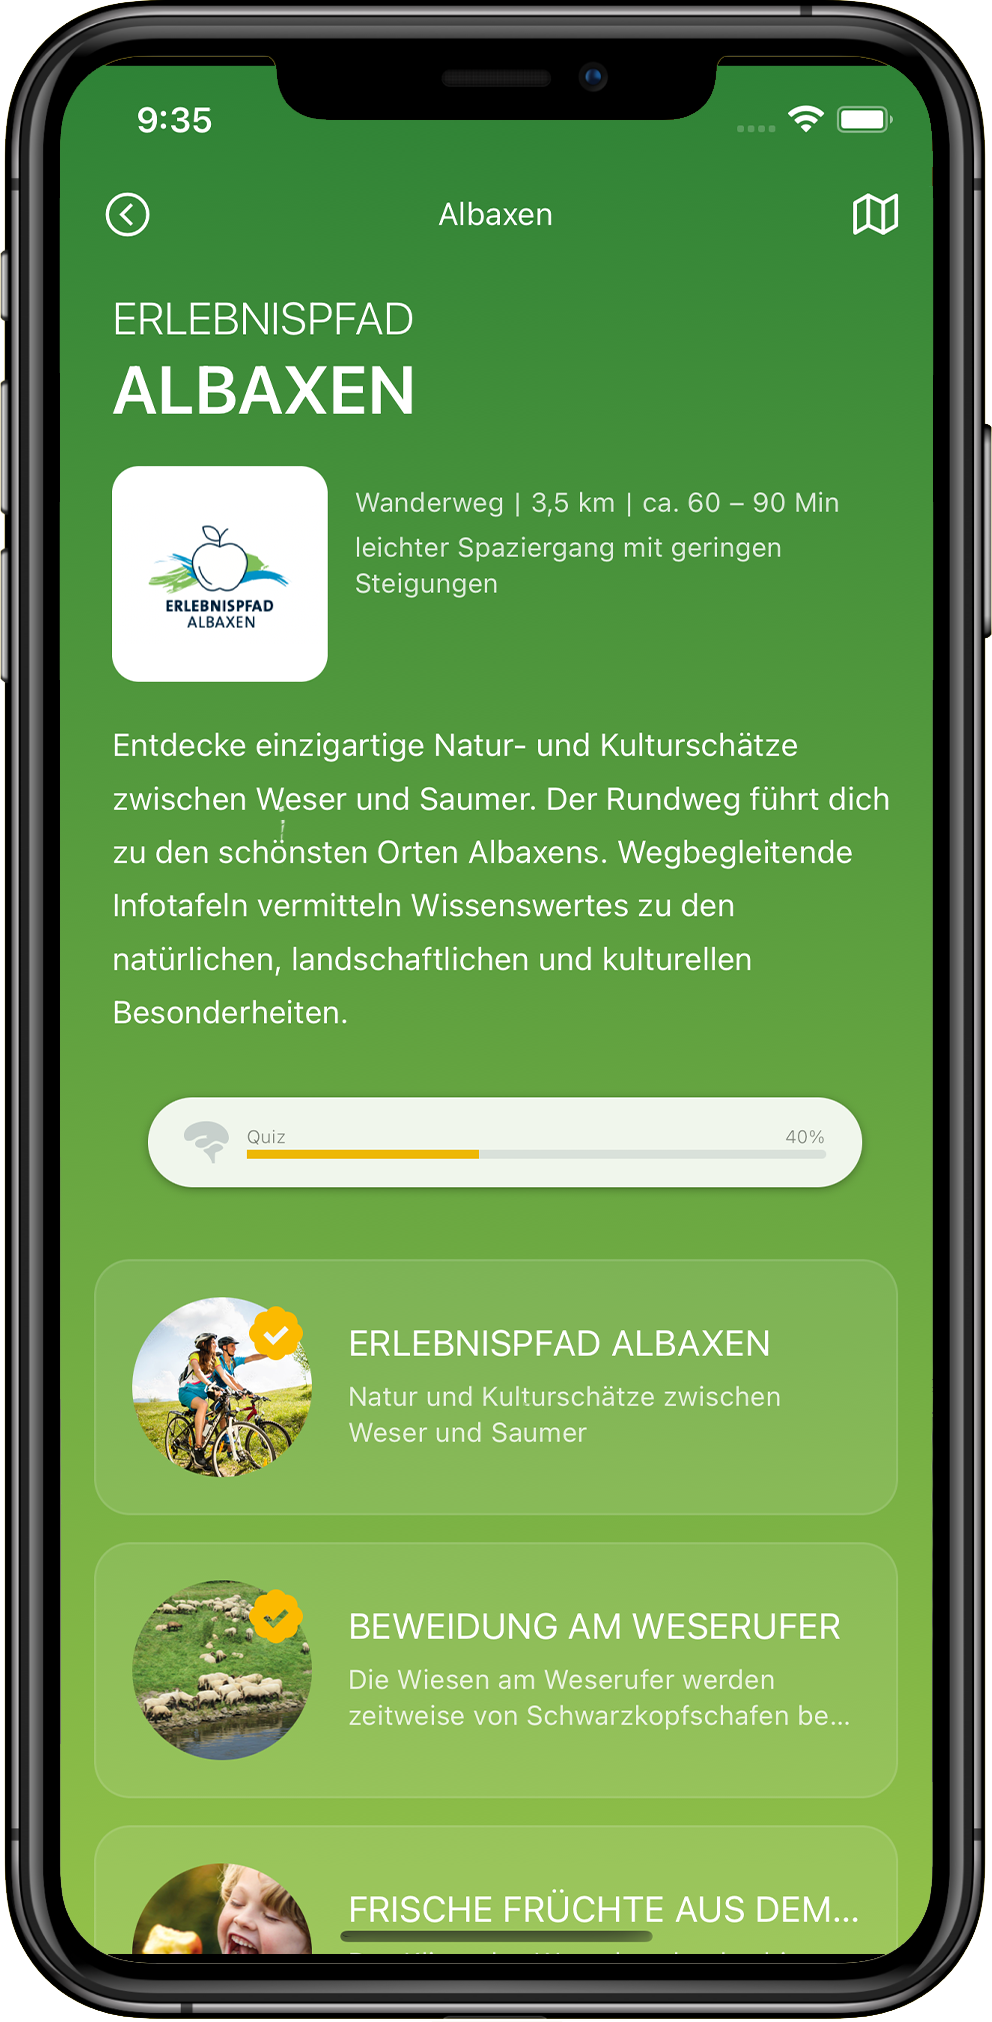 9:35
Albaxen
ERLEBNISPFAD
ALBAXEN
ERLEBNISPFAD
ALBAXEN
Wanderweg | 3,5 km | ca. 60 – 90 Min
leichter Spaziergang mit geringen
Steigungen
Entdecke einzigartige Natur- und Kulturschätze
zwischen Weser und Saumer. Der Rundweg führt dich
zu den schönsten Orten Albaxens. Wegbegleitende
Infotafeln vermitteln Wissenswertes zu den
natürlichen, landschaftlichen und kulturellen
Besonderheiten.
Quiz 40%
ERLEBNISPFAD ALBAXEN
Natur und Kulturschätze zwischen
Weser und Saumer
BEWEIDUNG AM WESERUFER
Die Wiesen am Weserufer werden
zeitweise von Schwarzkopfschafen be...
FRISCHE FRÜCHTE AUS DEM...